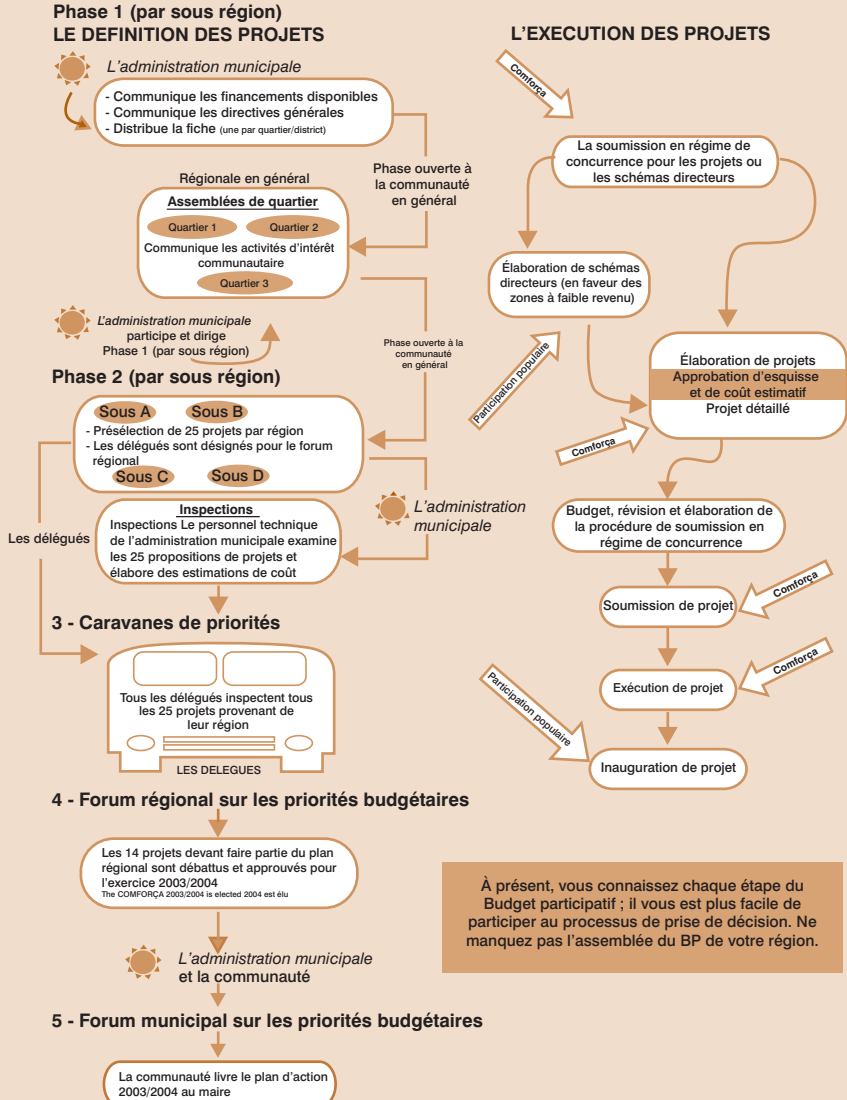 Phase 1 (par sous région)
LE DEFINITION DES PROJETS
L'administration municipale
- Communique les financements disponibles
- Communique les directives générales
- Distribue la fiche (une par quartier/district)
Phase ouverte à
la communauté
en général
Régionale en général
Assemblées de quartier
Quartier 1
Quartier 2
Communique les activités d'intérêt
communautaire
Quartier 3
L'administration municipale
participe et dirige
Phase 1 (par sous région)
Phase ouverte à la
communauté
en général
Phase 2 (par sous région)
Sous A
Sous B
- Présélection de 25 projets par région
- Les délégués sont désignés pour le forum
régional
Sous C
Sous D
L'administration
municipale
Les délégués
Inspections
Inspections Le personnel technique
de l'administration municipale examine
les 25 propositions de projets et
élabore des estimations de coût
3 - Caravanes de priorités
Tous les délégués inspectent tous
les 25 projets provenant de
leur région
LES DELEGUES
4 - Forum régional sur les priorités budgétaires
Les 14 projets devant faire partie du plan
régional sont débattus et approuvés pour
l'exercice 2003/2004
The COMFORÇA 2003/2004 is elected 2004 est élu
L'administration municipale
et la communauté
5 - Forum municipal sur les priorités budgétaires
La communauté livre le plan d'action
2003/2004 au maire
L'EXECUTION DES PROJETS
Comforça
La soumission en régime de
concurrence pour les projets ou
les schémas directeurs
Élaboration de schémas
directeurs (en faveur des
zones à faible revenu)
Participation populaire
Élaboration de projets
Approbation d'esquisse
et de coût estimatif
Projet détaillé
Comforça
Budget, révision et élaboration de
la procédure de soumission en
régime de concurrence
Comforça
Soumission de projet
Comforça
Exécution de projet
Participation populaire
Inauguration de projet
À présent, vous connaissez chaque étape du
Budget participatif ; il vous est plus facile de
participer au processus de prise de décision. Ne
manquez pas l'assemblée du BP de votre région.